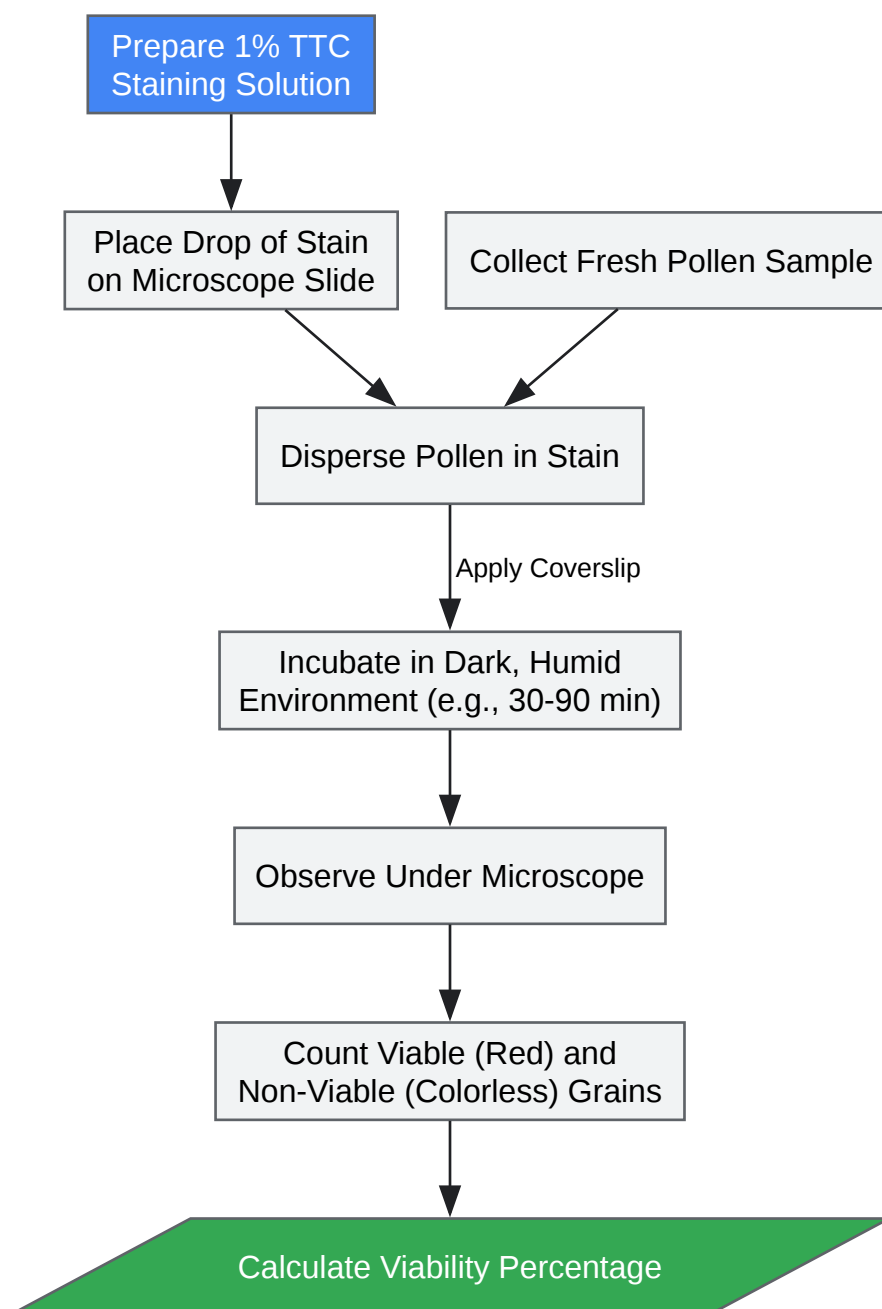 Prepare 1% TTC
Staining Solution
Place Drop of Stain
on Microscope Slide
Collect Fresh Pollen Sample
Disperse Pollen in Stain
Apply Coverslip
Incubate in Dark, Humid
Environment (e.g., 30-90 min)
Observe Under Microscope
Count Viable (Red) and
Non-Viable (Colorless) Grains
Calculate Viability Percentage